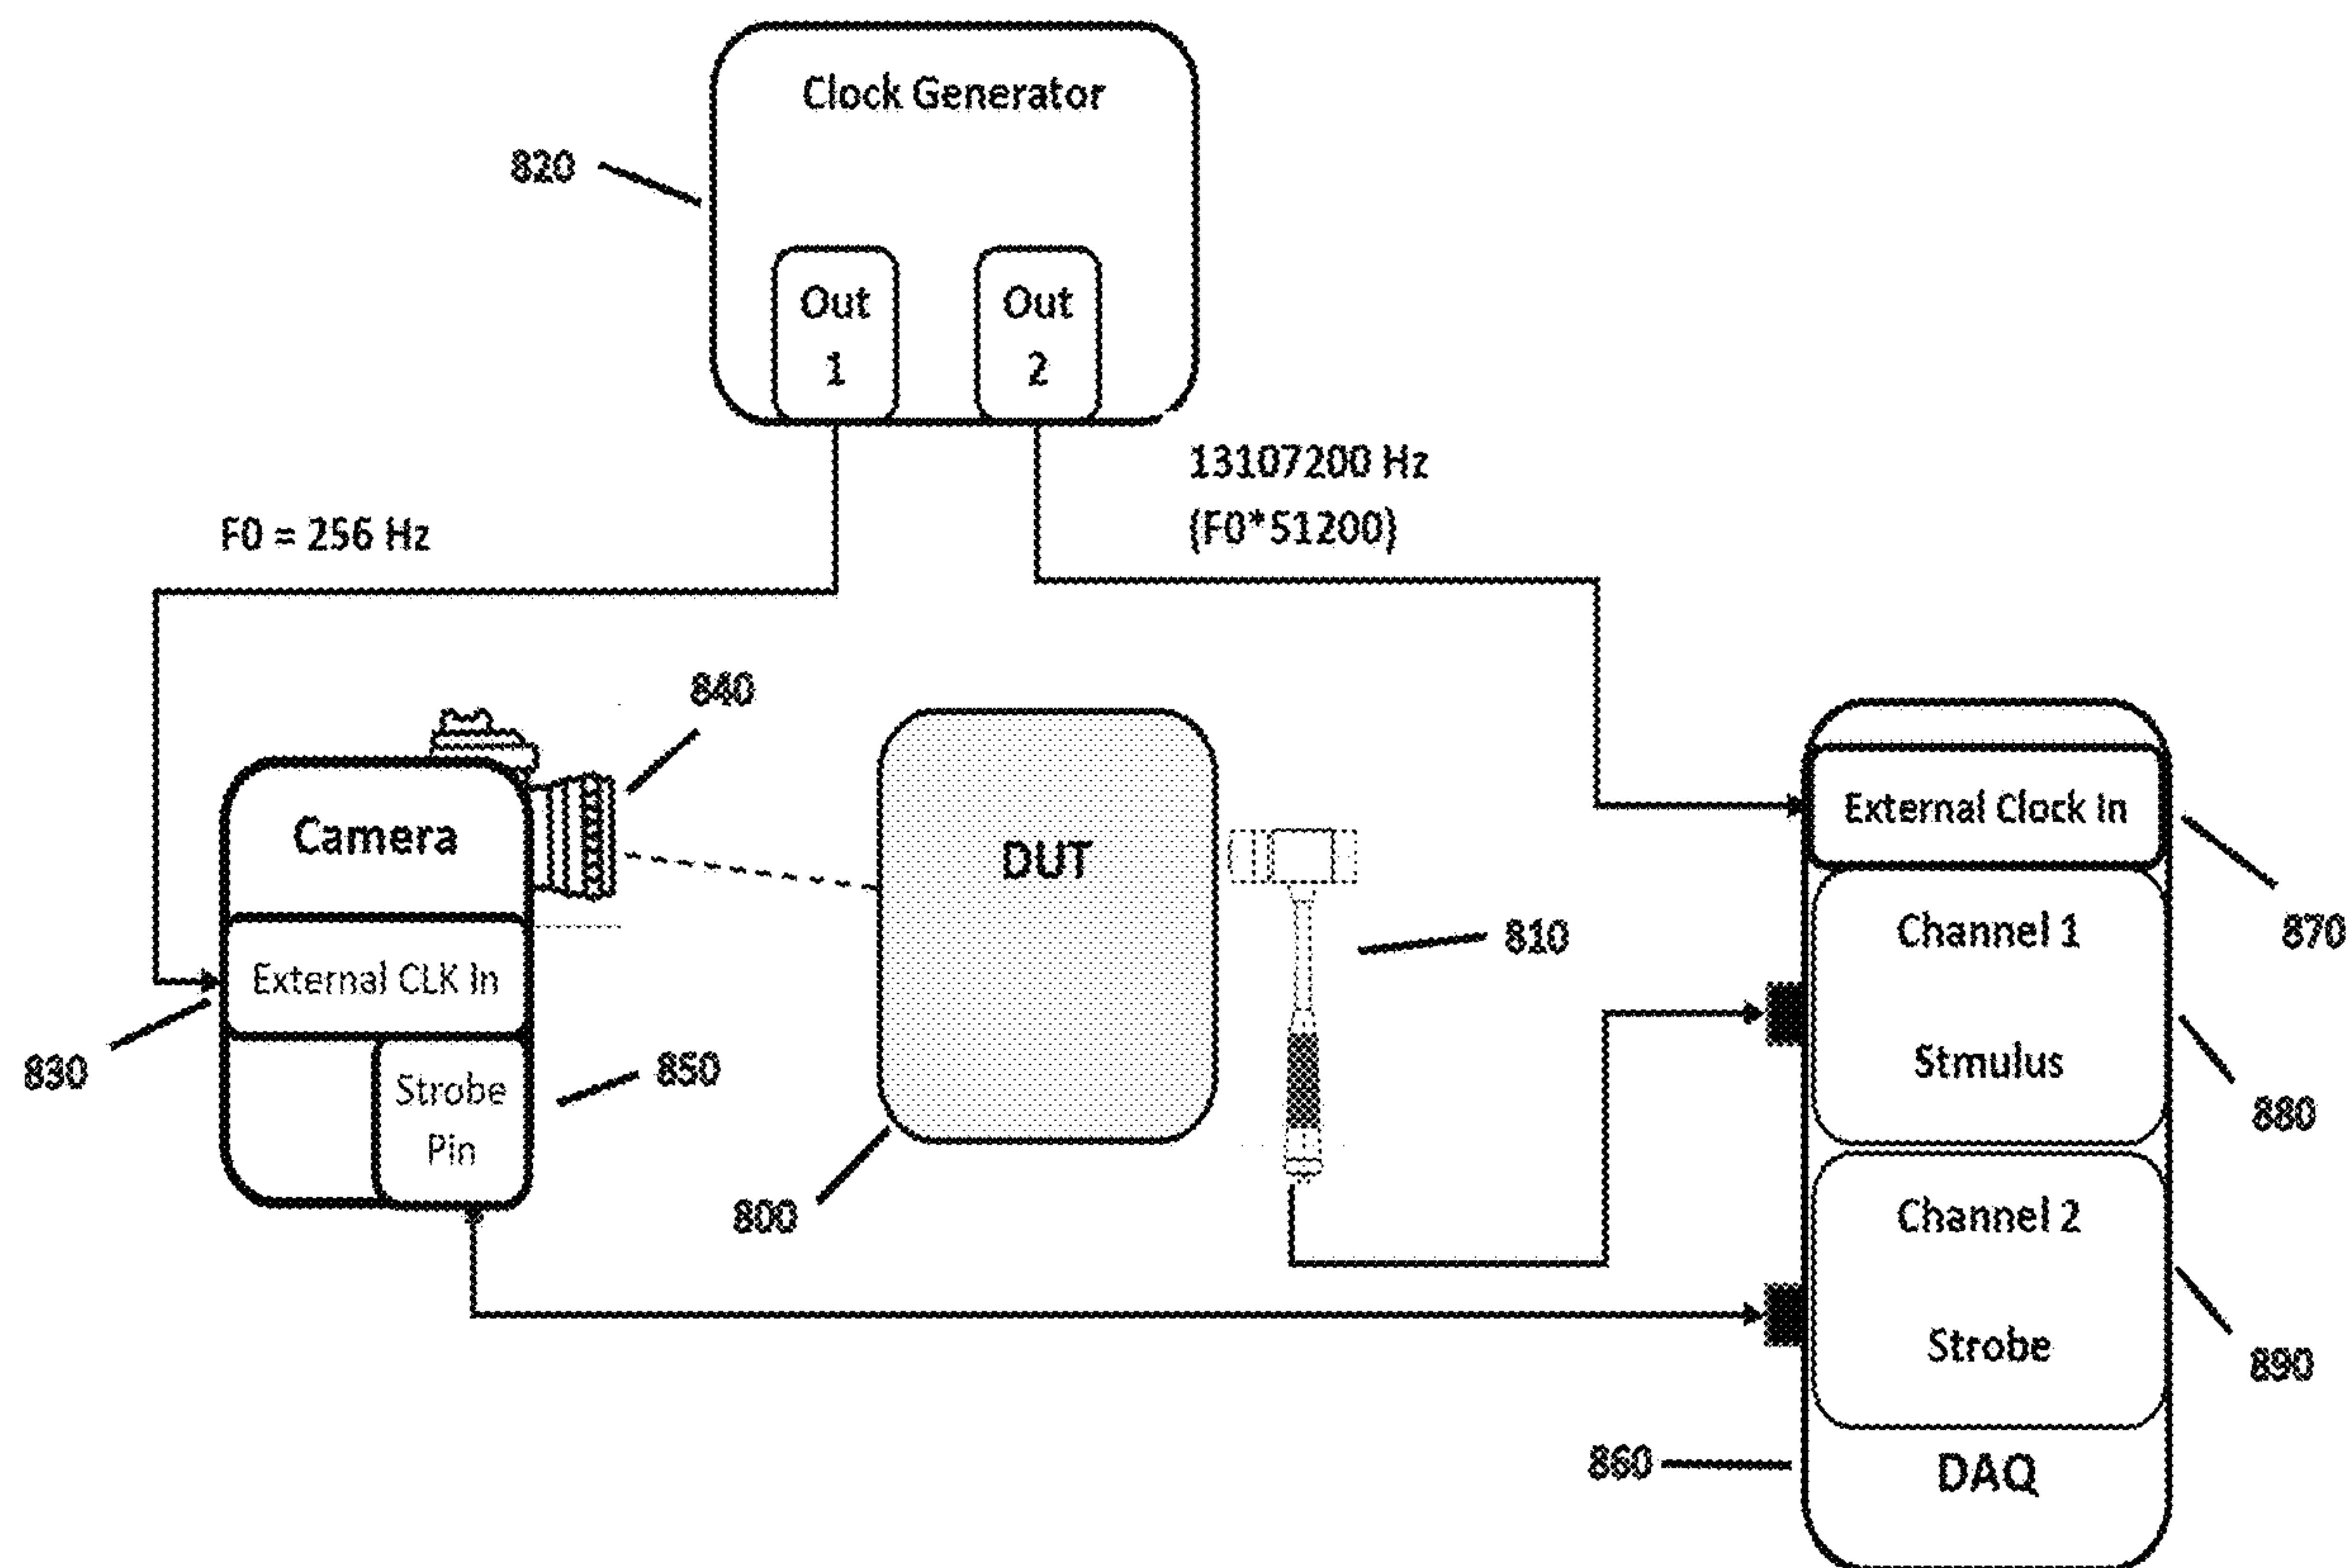 Clock Generator
820
Out
1
Out
2
13107200 Hz
(F0*51200)
F0 = 256 Hz
840
Camera
DUT
External Clock In
870
810
Channel 1
External CLK In
830
Stmulus
850
Strobe
Pin
880
800
Channel 2
Strobe
890
860
DAQ